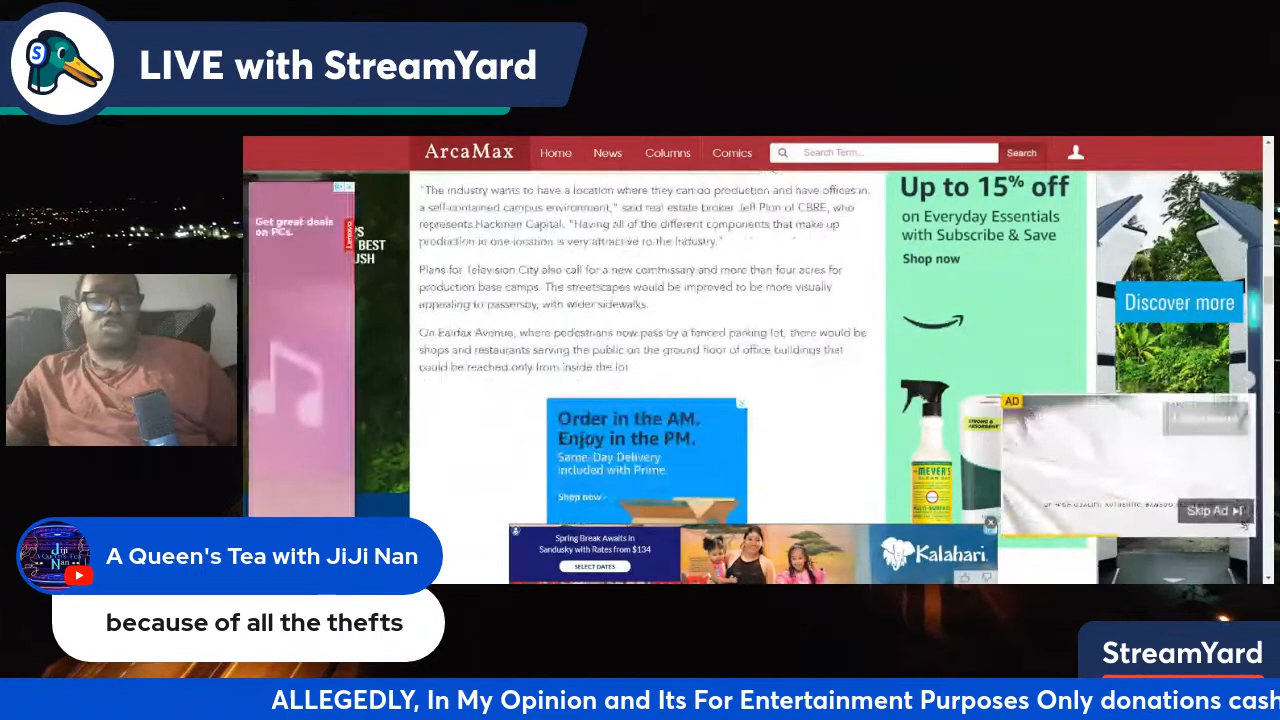 LIVE with StreamYard
ArcaMax
Home
News
Columns
Comics
Search Term...
Search
"The industry wants to have a location where they can do production and have offices in
a self-contained campus environment," said real estate broker Jeff Pion of CBRE, who
represents Hackman Capital. "Having all of the different components that make up
production in one location is very attractive to the industry."
Plans for Television City also call for a new commissary and more than four acres for
production base camps. The streetscapes would be improved to be more visually
appealing to passersby, with wider sidewalks.
On Fairfax Avenue, where pedestrians now pass by a fenced parking lot, there would be
shops and restaurants serving the public on the ground floor of office buildings that
could be reached only from inside the lot
Get great deals
on PCs.
BEST
Up to 15% off
on Everyday Essentials
with Subscribe & Save
Shop now
Discover more
STRONG &
ABSORBENT
MEYER'S
AD
Skip Ad
Order in the AM.
Enjoy in the PM.
Same-Day Delivery
included with Prime
Shop now
Spring Break Awaits in
Sandusky with Rates from $134
SELECT DATES
Kalahari
A Queen's Tea with JiJi Nan
because of all the thefts
StreamYard
ALLEGEDLY, In My Opinion and Its For Entertainment Purposes Only donations cash